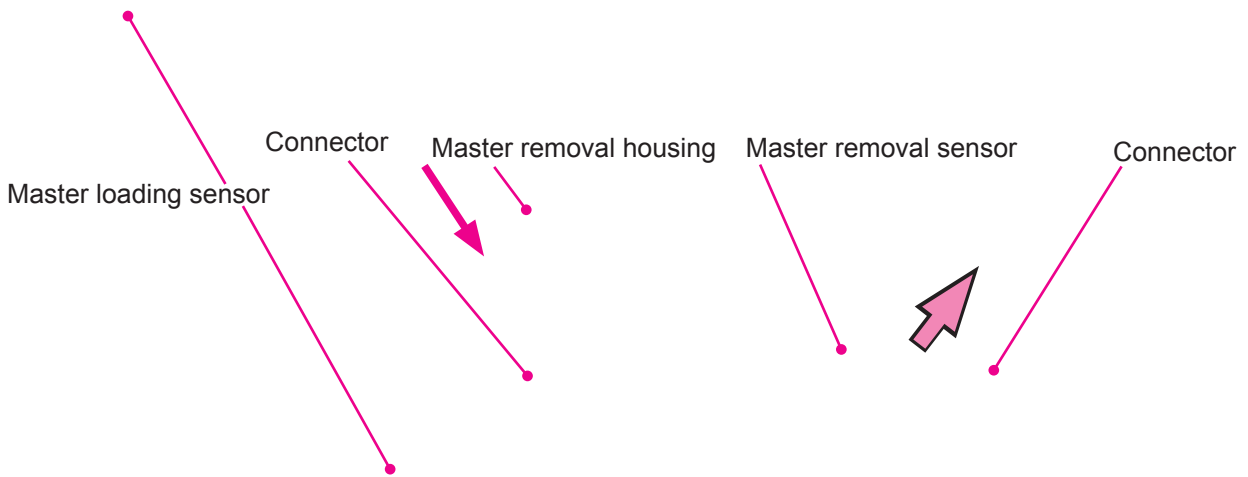 Connector
Master removal housing
Master removal sensor
Connector
Master loading sensor